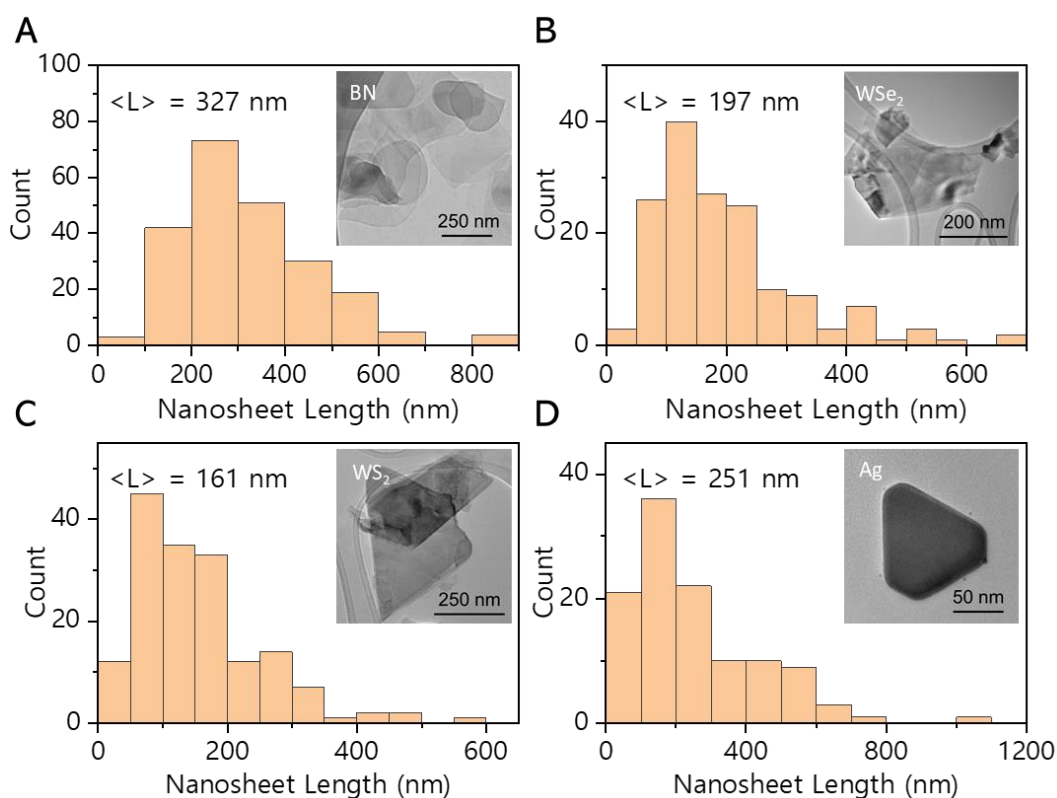 A
<L> = 327 nm
BN
250 nm
Count
0
20
40
60
80
100
0 200 400 600 800
Nanosheet Length (nm)
B
<L> = 197 nm
WSe₂
200 nm
Count
0
20
40
0 200 400 600
Nanosheet Length (nm)
C
<L> = 161 nm
WS₂
250 nm
Count
0
20
40
0 200 400 600
Nanosheet Length (nm)
D
<L> = 251 nm
Ag
50 nm
Count
0
20
40
0 400 800 1200
Nanosheet Length (nm)